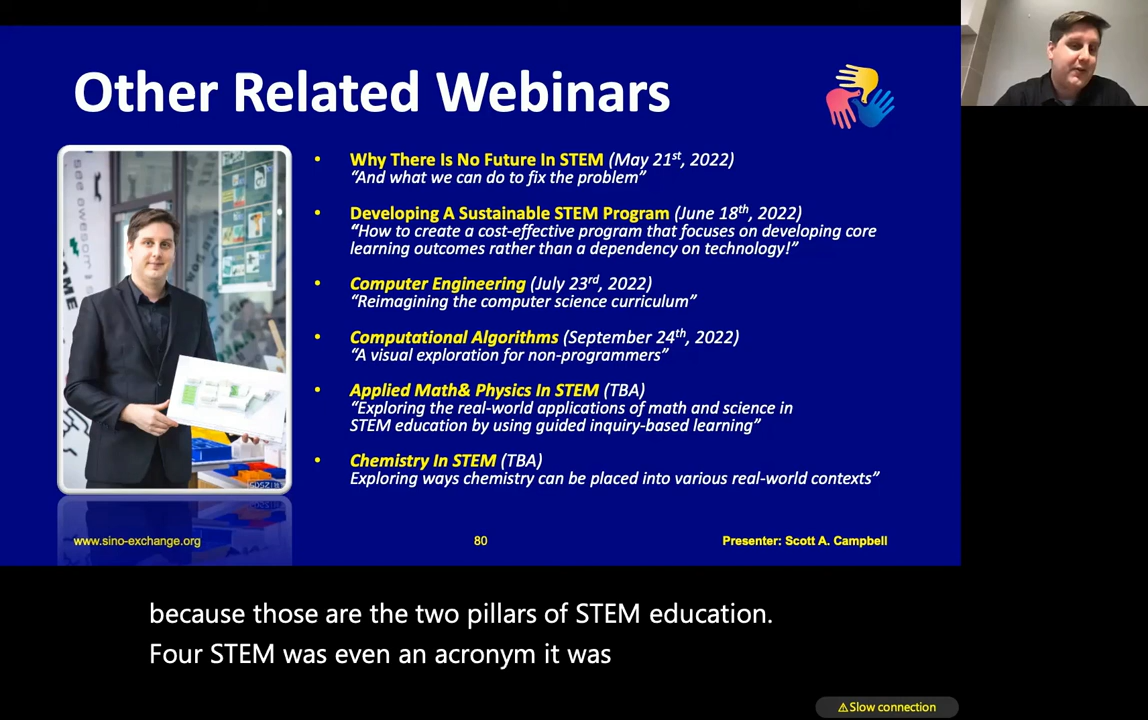 Other Related Webinars
• Why There Is No Future In STEM (May 21st, 2022)
“And what we can do to fix the problem”
• Developing A Sustainable STEM Program (June 18th, 2022)
“How to create a cost-effective program that focuses on developing core
learning outcomes rather than a dependency on technology!”
• Computer Engineering (July 23rd, 2022)
“Reimagining the computer science curriculum”
• Computational Algorithms (September 24th, 2022)
“A visual exploration for non-programmers”
• Applied Math& Physics In STEM (TBA)
“Exploring the real-world applications of math and science in
STEM education by using guided inquiry-based learning”
• Chemistry In STEM (TBA)
Exploring ways chemistry can be placed into various real-world contexts”
www.sino-exchange.org
80
Presenter: Scott A. Campbell
because those are the two pillars of STEM education.
Four STEM was even an acronym it was
⚠Slow connection